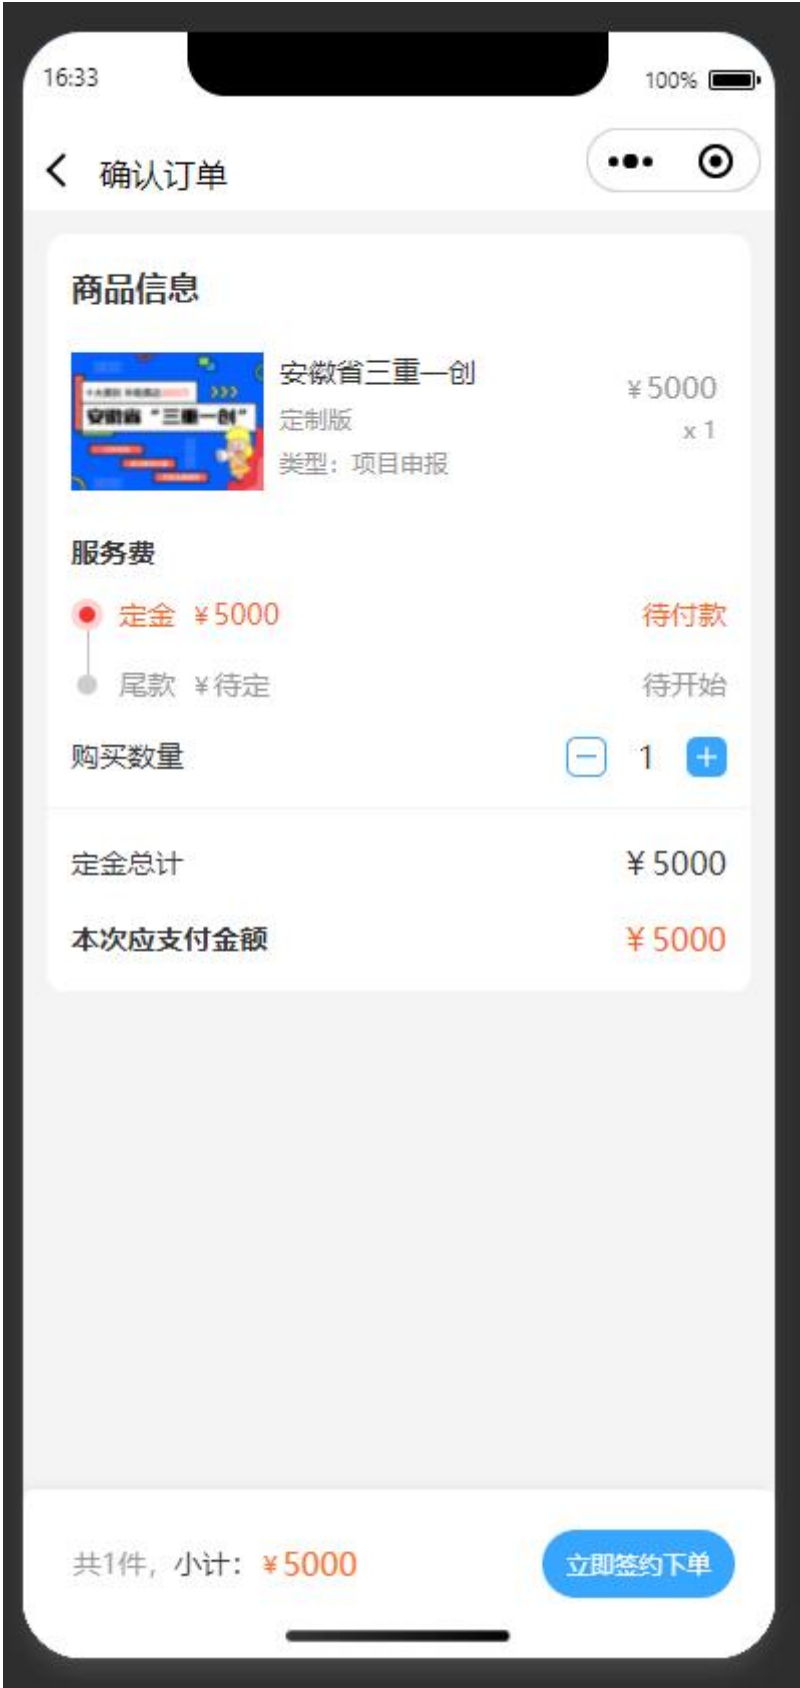 16:33
100%
确认订单
商品信息
安徽省“三重一创”
安徽省三重一创
¥5000
定制版
x 1
类型：项目申报
服务费
定金 ¥5000 待付款
尾款 ¥待定 待开始
购买数量 1
定金总计 ¥5000
本次应支付金额 ¥5000
共1件，小计：¥5000
立即签约下单